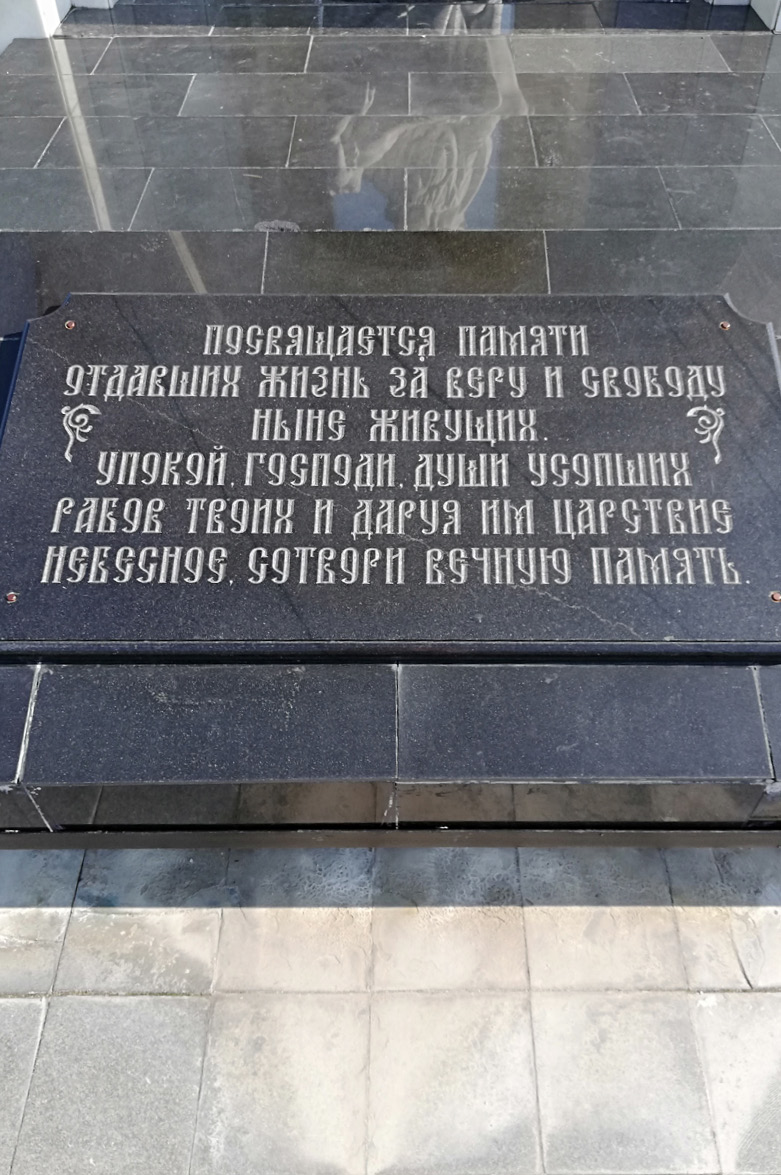 ПОСВЯЩАЕТСЯ ПАМЯТИ
ОТДАВШИХ ЖИЗНЬ ЗА ВЕРУ И СВОБОДУ
НЫНЕ ЖИВУЩИХ.
УПОКОЙ, ГОСПОДИ, ДУШИ УСОПШИХ
РАБОВ ТВОИХ И ДАРУЯ ИМ ЦАРСТВИЕ
НЕБЕСНОЕ, СОТВОРИ ВЕЧНУЮ ПАМЯТЬ.